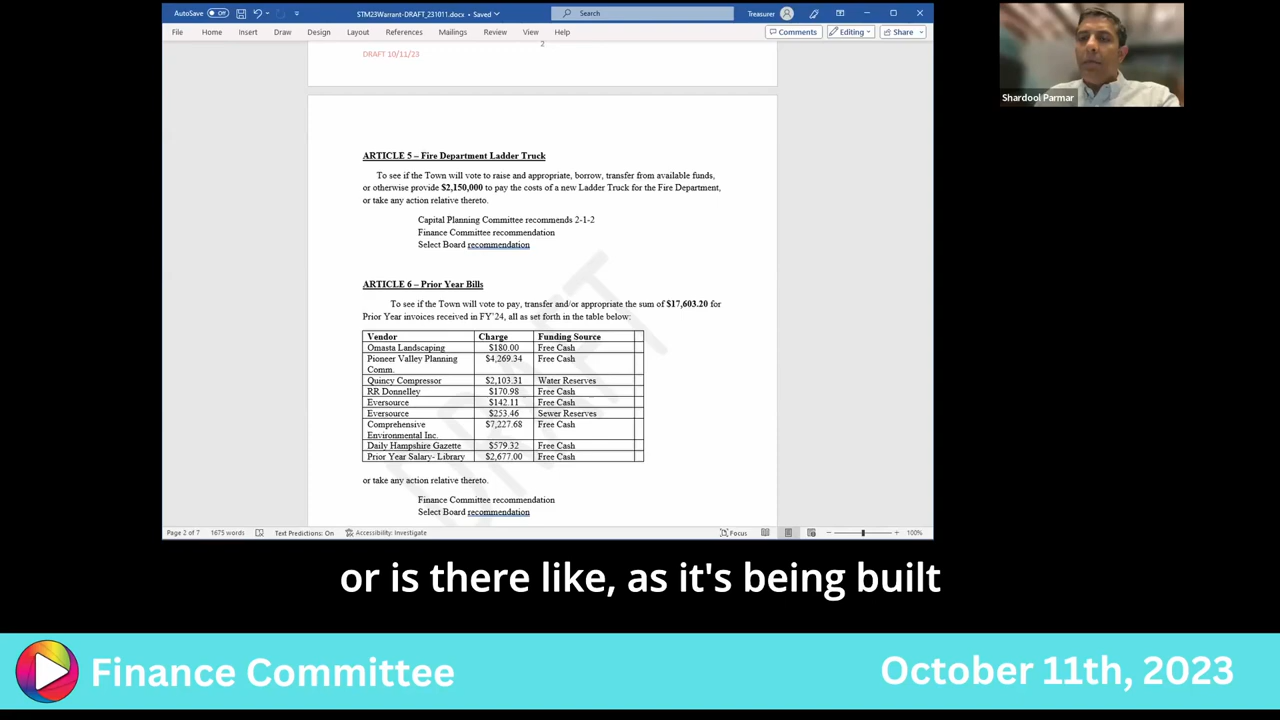 AutoSave Off
STM23Warrant-DRAFT_231011.docx • Saved
Search
Treasurer
File Home Insert Draw Design Layout References Mailings Review View Help
Comments Editing Share
2
DRAFT 10/11/23
ARTICLE 5 – Fire Department Ladder Truck
To see if the Town will vote to raise and appropriate, borrow, transfer from available funds,
or otherwise provide $2,150,000 to pay the costs of a new Ladder Truck for the Fire Department,
or take any action relative thereto.
Capital Planning Committee recommends 2-1-2
Finance Committee recommendation
Select Board recommendation
ARTICLE 6 – Prior Year Bills
To see if the Town will vote to pay, transfer and/or appropriate the sum of $17,603.20 for
Prior Year invoices received in FY'24, all as set forth in the table below:
Vendor Charge Funding Source
Omasta Landscaping $180.00 Free Cash
Pioneer Valley Planning $4,269.34 Free Cash
Comm.
Quincy Compressor $2,103.31 Water Reserves
RR Donnelley $170.98 Free Cash
Eversource $142.11 Free Cash
Eversource $253.46 Sewer Reserves
Comprehensive $7,227.68 Free Cash
Environmental Inc.
Daily Hampshire Gazette $579.32 Free Cash
Prior Year Salary- Library $2,677.00 Free Cash
or take any action relative thereto.
Finance Committee recommendation
Select Board recommendation
DRAFT
Page 2 of 7 1675 words Text Predictions: On Accessibility: Investigate Focus 100%
Shardool Parmar
or is there like, as it's being built
Finance Committee
October 11th, 2023